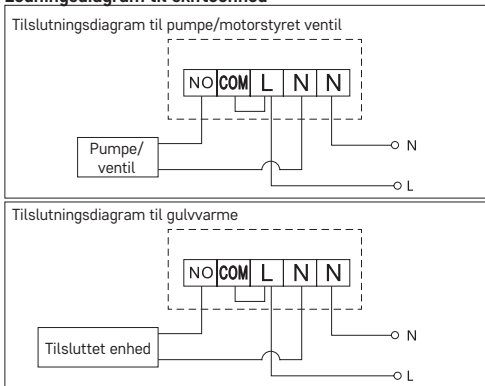 Tilslutningsdiagram til pumpe/motorstyret ventil
NO COM L N N
Pumpe/
ventil
N
L
Tilslutningsdiagram til gulvvarme
NO COM L N N
Tilsluttet enhed
N
L